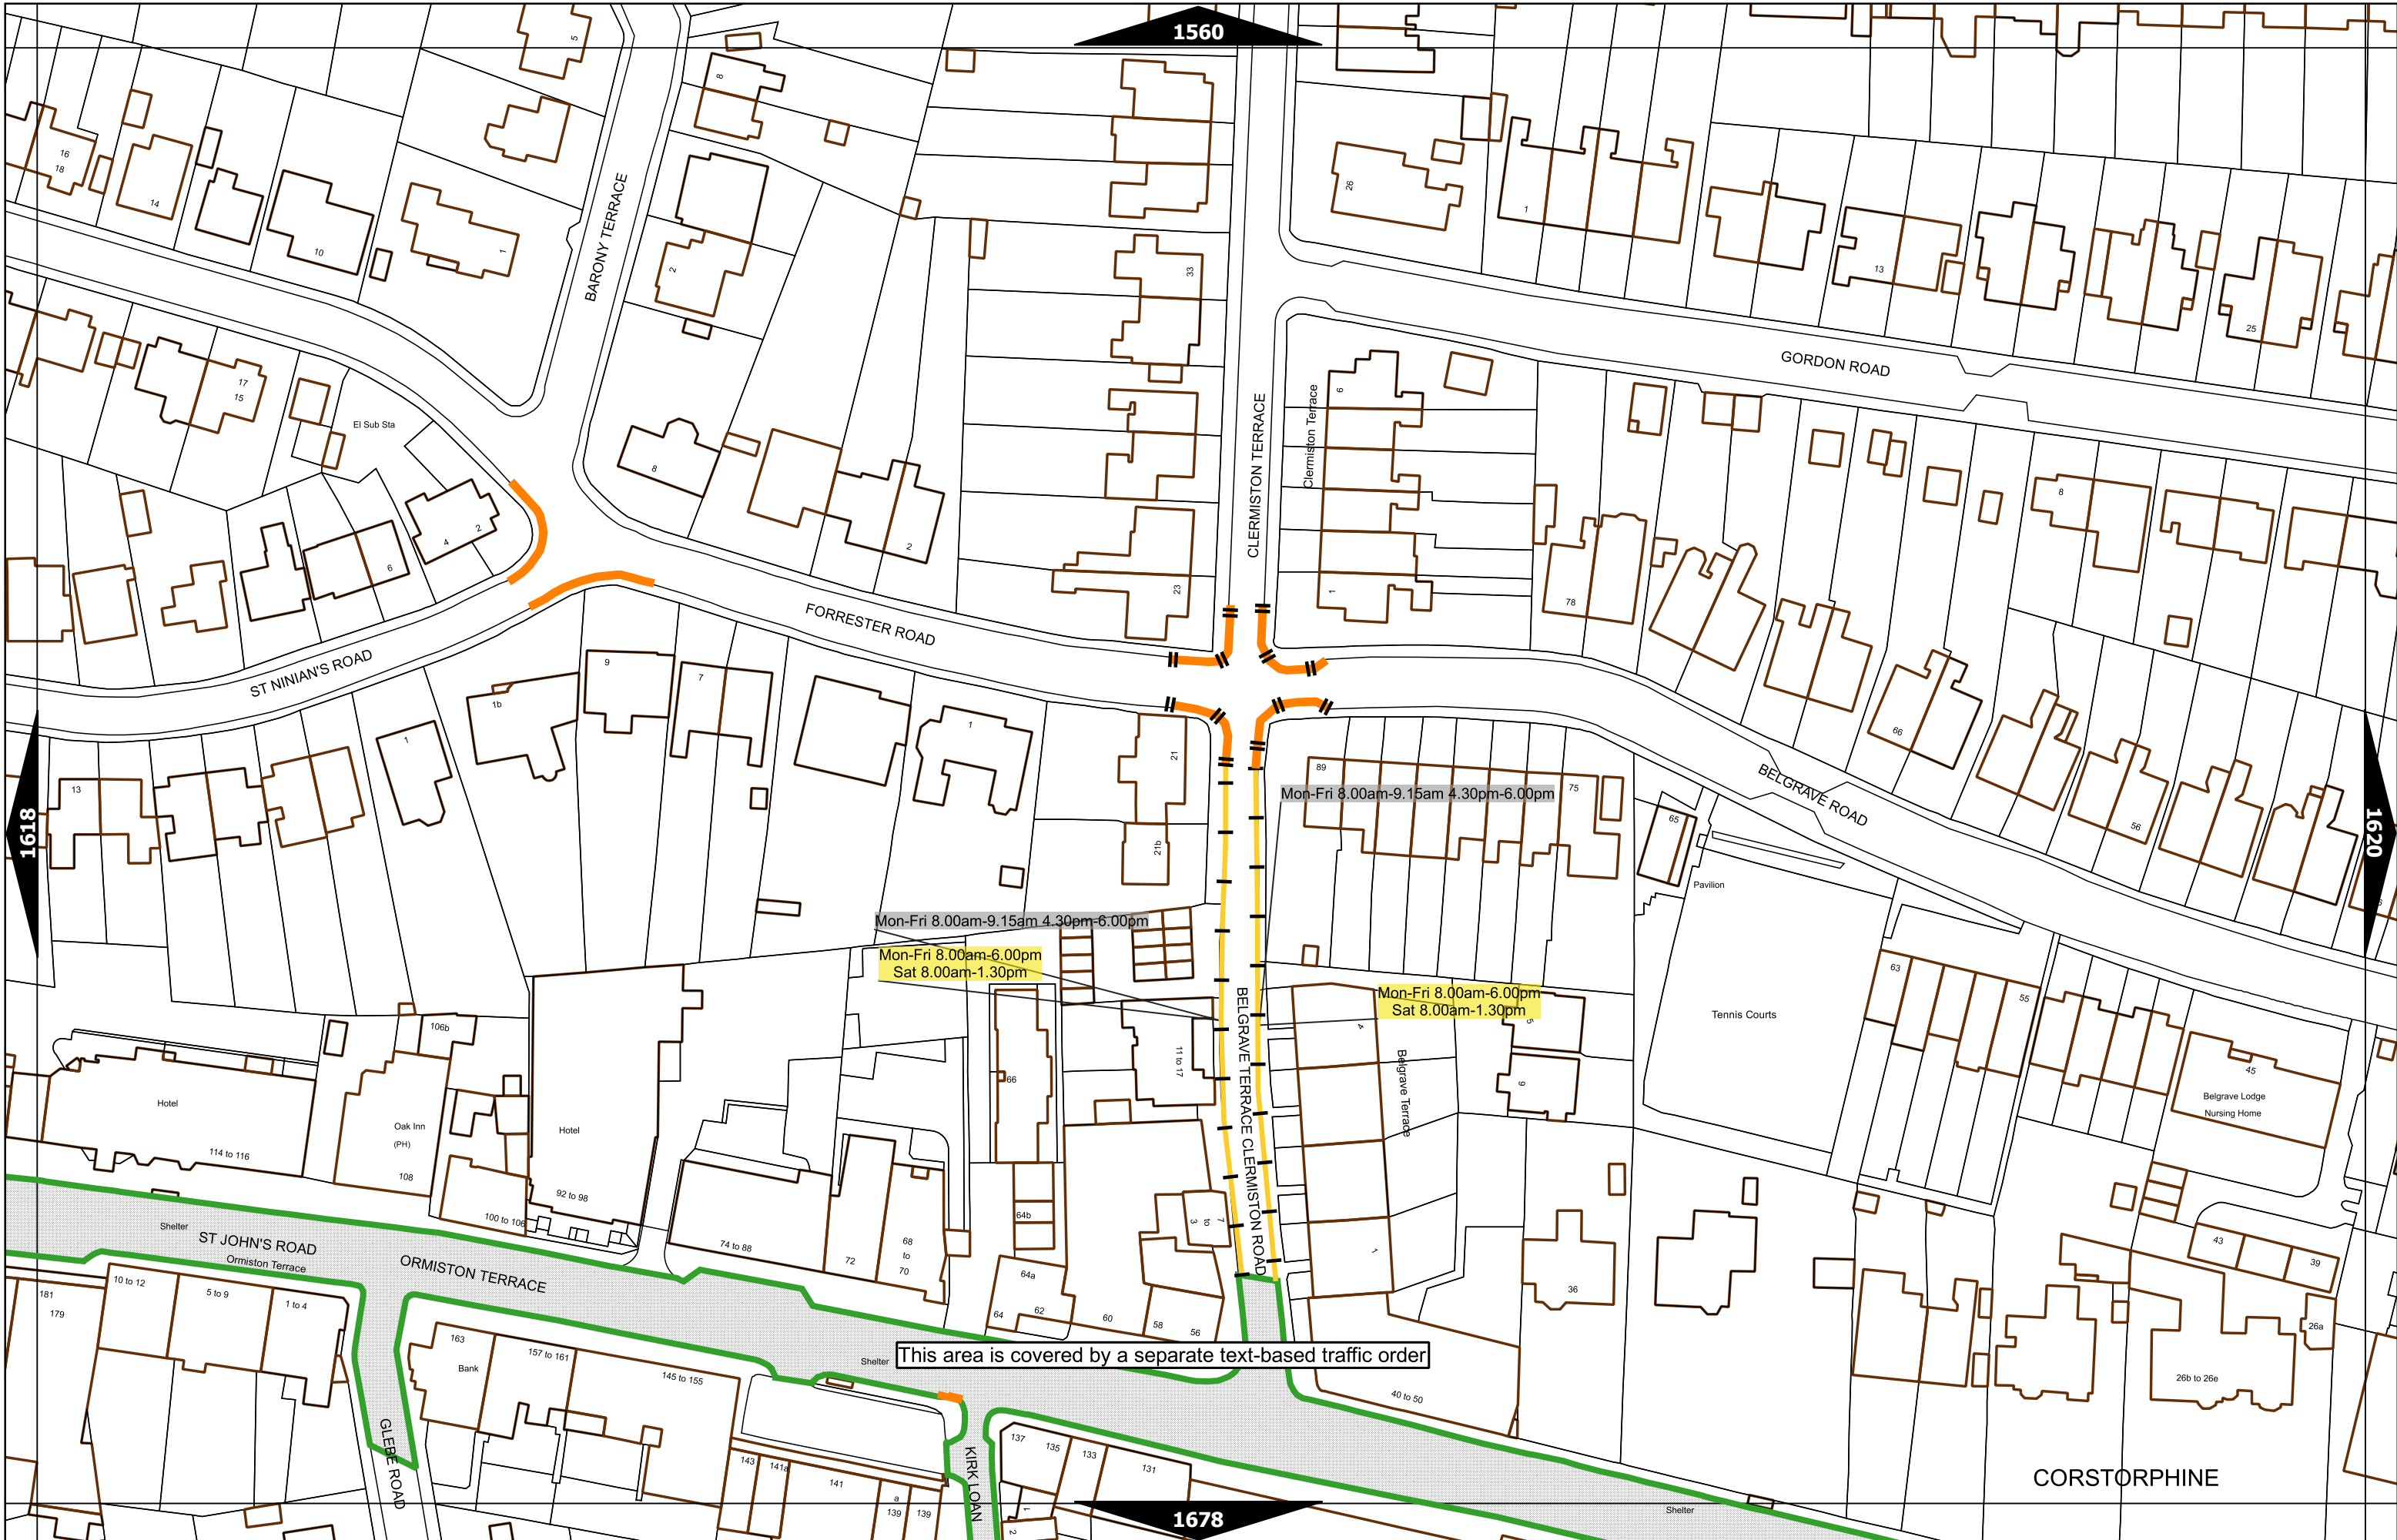 1560
5
8
16
18
14
10
1
BARONY TERRACE
2
33
26
1
13
25
GORDON ROAD
17
15
El Sub Sta
8
2
4
6
2
CLERMISTON TERRACE
Clermiston Terrace
6
1
23
78
8
66
56
FORRESTER ROAD
ST NINIAN'S ROAD
BELGRAVE ROAD
9
7
1b
1
1
21
21b
13
89
75
65
Pavilion
1618
1620
Mon-Fri 8.00am-9.15am 4.30pm-6.00pm
Mon-Fri 8.00am-9.15am 4.30pm-6.00pm
Mon-Fri 8.00am-6.00pm
Sat 8.00am-1.30pm
Mon-Fri 8.00am-6.00pm
Sat 8.00am-1.30pm
BELGRAVE TERRACE CLERMISTON ROAD
Belgrave Terrace
4
1
5
9
11 to 17
66
Tennis Courts
63
55
45
Belgrave Lodge
Nursing Home
106b
Hotel
114 to 116
Oak Inn
(PH)
108
Hotel
92 to 98
100 to 106
74 to 88
72
68
to
70
64b
64a
64
62
60
58
56
7
to
3
36
43
39
26a
26b to 26e
Shelter
ST JOHN'S ROAD
Ormiston Terrace
ORMISTON TERRACE
10 to 12
5 to 9
1 to 4
181
179
163
Bank
157 to 161
145 to 155
Shelter
This area is covered by a separate text-based traffic order
40 to 50
GLEBE ROAD
KIRK LOAN
143
141a
141
a
139
139
137
135
133
131
1
2
1678
Shelter
CORSTORPHINE